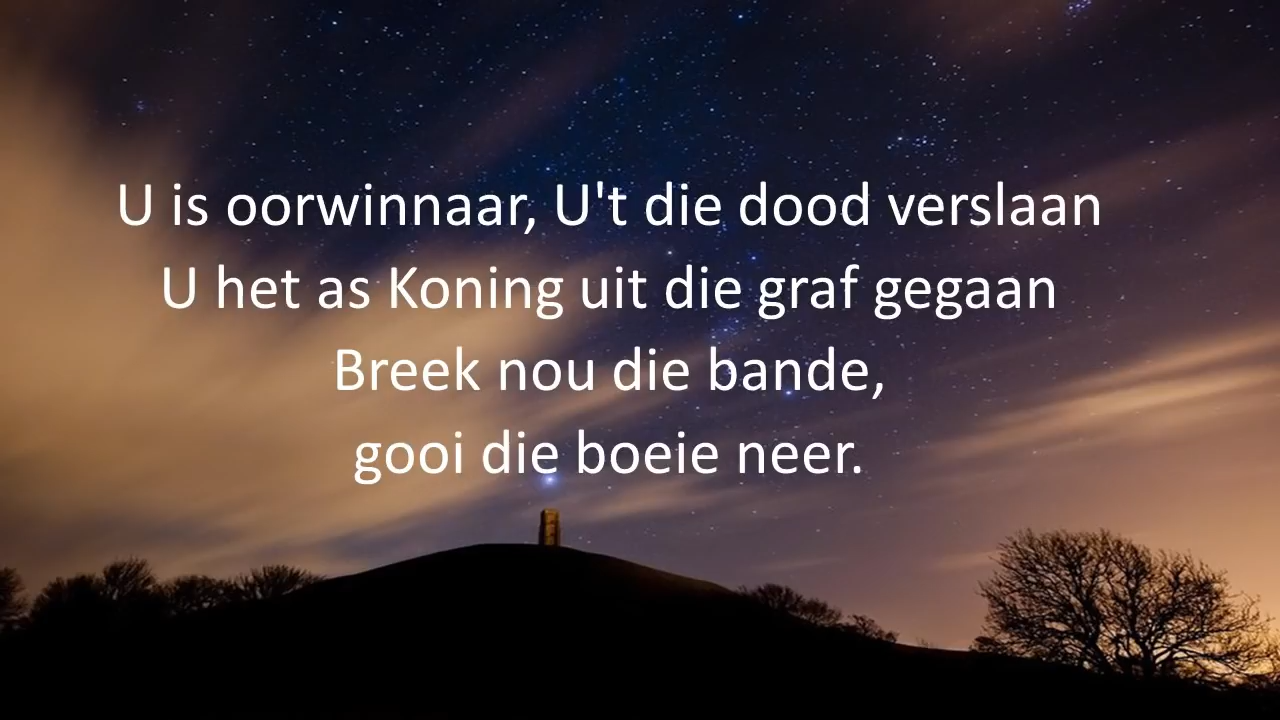 U is oorwinnaar, U't die dood verslaan
U het as Koning uit die graf gegaan
Breek nou die bande,
gooi die boeie neer.